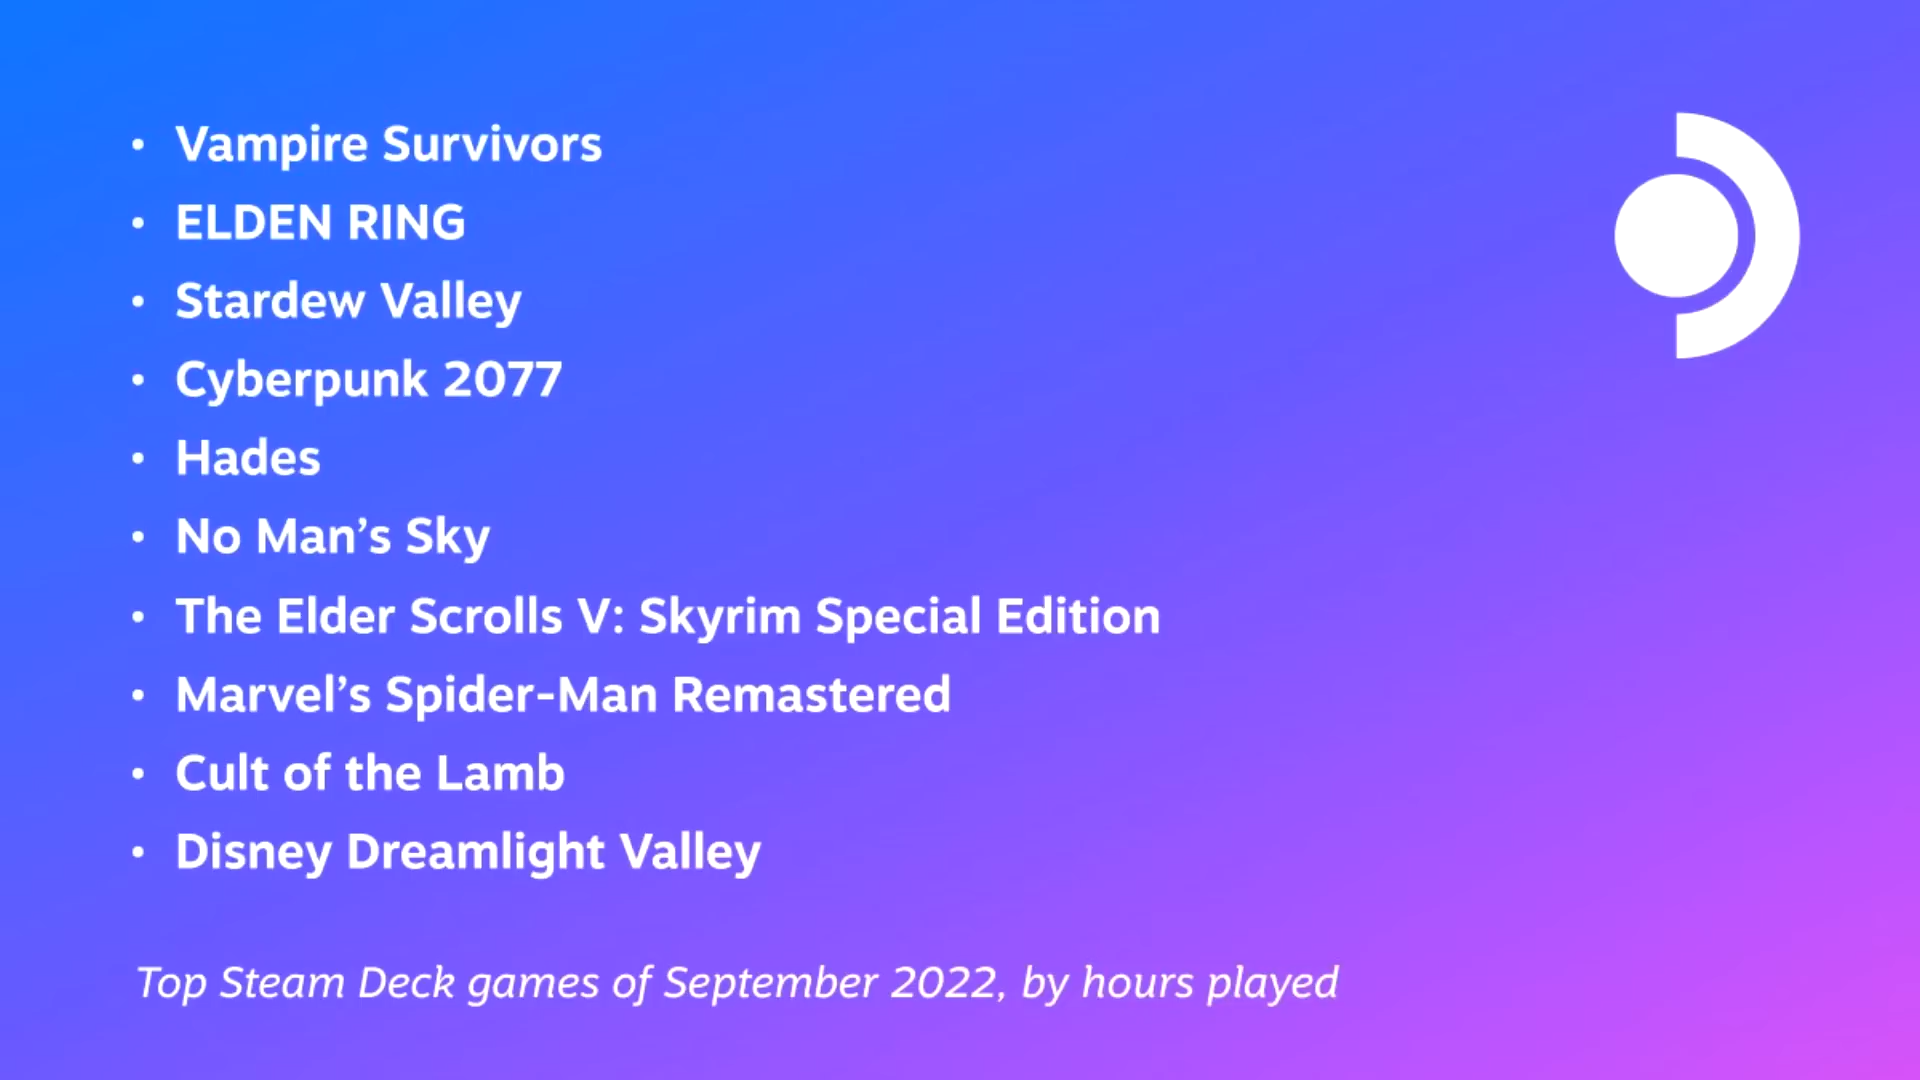 • Vampire Survivors
• ELDEN RING
• Stardew Valley
• Cyberpunk 2077
• Hades
• No Man’s Sky
• The Elder Scrolls V: Skyrim Special Edition
• Marvel’s Spider-Man Remastered
• Cult of the Lamb
• Disney Dreamlight Valley
Top Steam Deck games of September 2022, by hours played